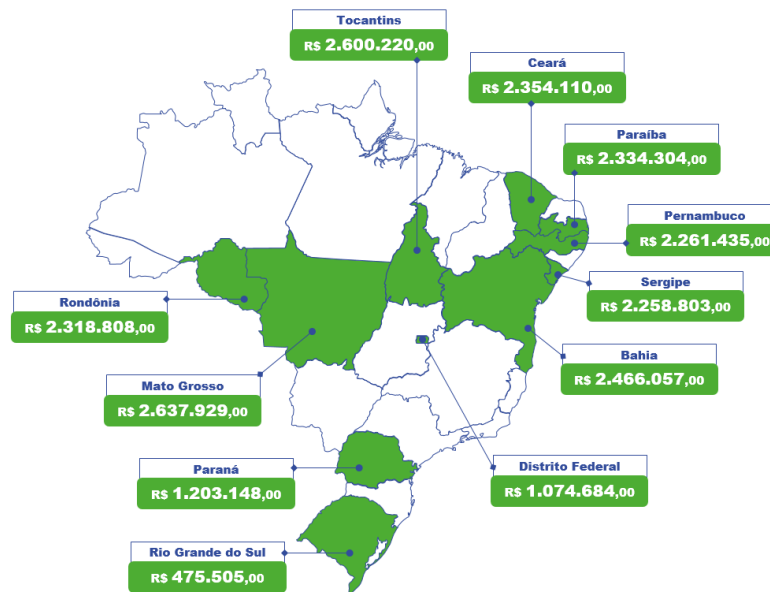 Tocantins
R$ 2.600.220,00
Ceará
R$ 2.354.110,00
Paraíba
R$ 2.334.304,00
Pernambuco
R$ 2.261.435,00
Sergipe
R$ 2.258.803,00
Rondônia
R$ 2.318.808,00
Bahia
R$ 2.466.057,00
Mato Grosso
R$ 2.637.929,00
Paraná
R$ 1.203.148,00
Distrito Federal
R$ 1.074.684,00
Rio Grande do Sul
R$ 475.505,00